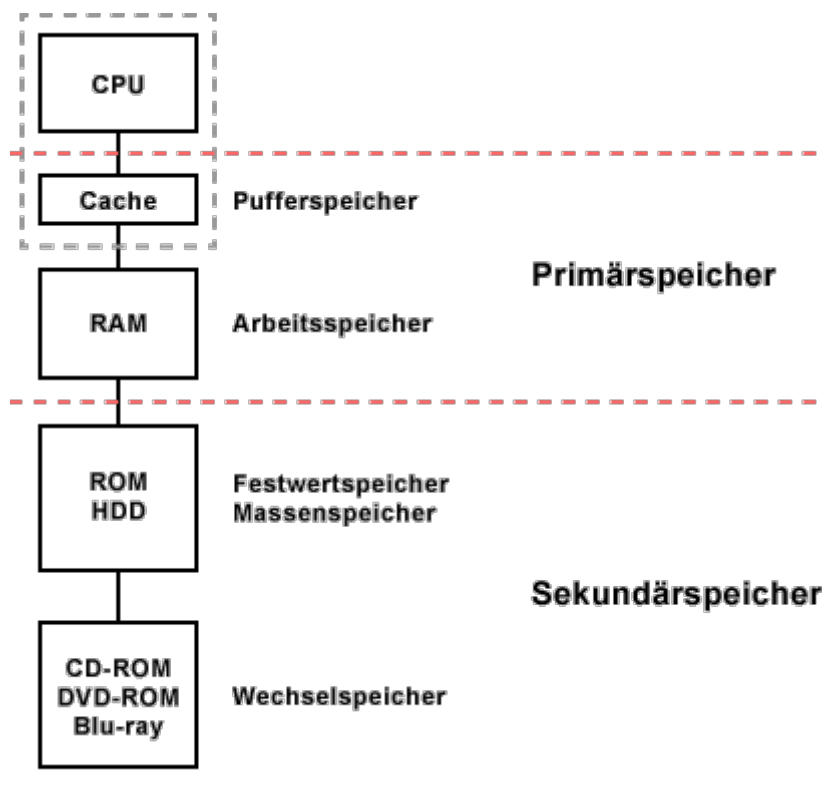 CPU
Cache
Pufferspeicher
Primärspeicher
RAM
Arbeitsspeicher
ROM
HDD
Festwertspeicher
Massenspeicher
Sekundärspeicher
CD-ROM
DVD-ROM
Blu-ray
Wechselspeicher